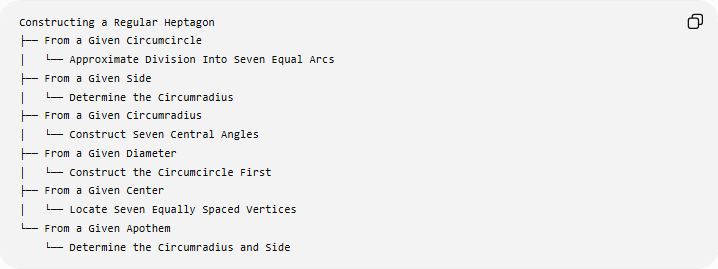 Constructing a Regular Heptagon
├── From a Given Circumcircle
│   └── Approximate Division Into Seven Equal Arcs
├── From a Given Side
│   └── Determine the Circumradius
├── From a Given Circumradius
│   └── Construct Seven Central Angles
├── From a Given Diameter
│   └── Construct the Circumcircle First
├── From a Given Center
│   └── Locate Seven Equally Spaced Vertices
└── From a Given Apothem
    └── Determine the Circumradius and Side